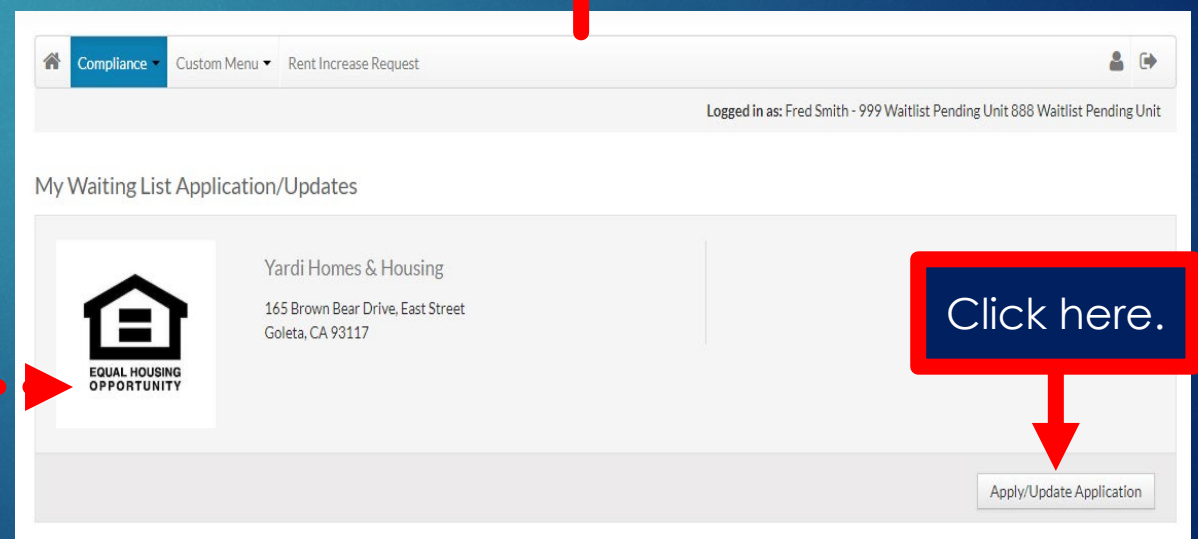 Compliance Custom Menu Rent Increase Request
Logged in as: Fred Smith - 999 Waitlist Pending Unit 888 Waitlist Pending Unit
My Waiting List Application/Updates
Yardi Homes & Housing
165 Brown Bear Drive, East Street
Goleta, CA 93117
EQUAL HOUSING
OPPORTUNITY
Click here.
Apply/Update Application